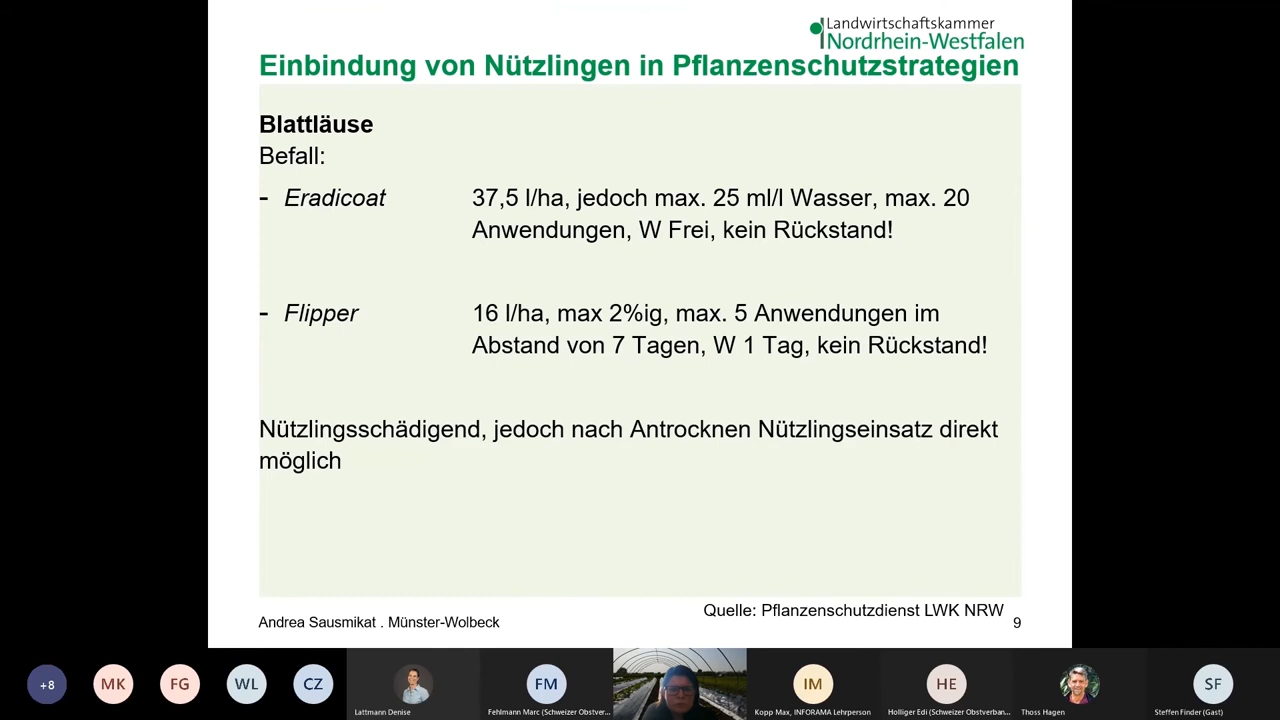 Landwirtschaftskammer
Nordrhein-Westfalen
Einbindung von Nützlingen in Pflanzenschutzstrategien
Blattläuse
Befall:
- Eradicoat 37,5 l/ha, jedoch max. 25 ml/l Wasser, max. 20
Anwendungen, W Frei, kein Rückstand!
- Flipper 16 l/ha, max 2%ig, max. 5 Anwendungen im
Abstand von 7 Tagen, W 1 Tag, kein Rückstand!
Nützlingsschädigend, jedoch nach Antrocknen Nützlingseinsatz direkt
möglich
Quelle: Pflanzenschutzdienst LWK NRW
Andrea Sausmikat . Münster-Wolbeck 9
+8 MK FG WL CZ FM IM HE SF
Lattmann Denise Fehlmann Marc (Schweizer Obstver... Kopp Max, INFORAMA Lehrperson Holliger Edi (Schweizer Obstverban... Thoss Hagen Steffen Finder (Gast)